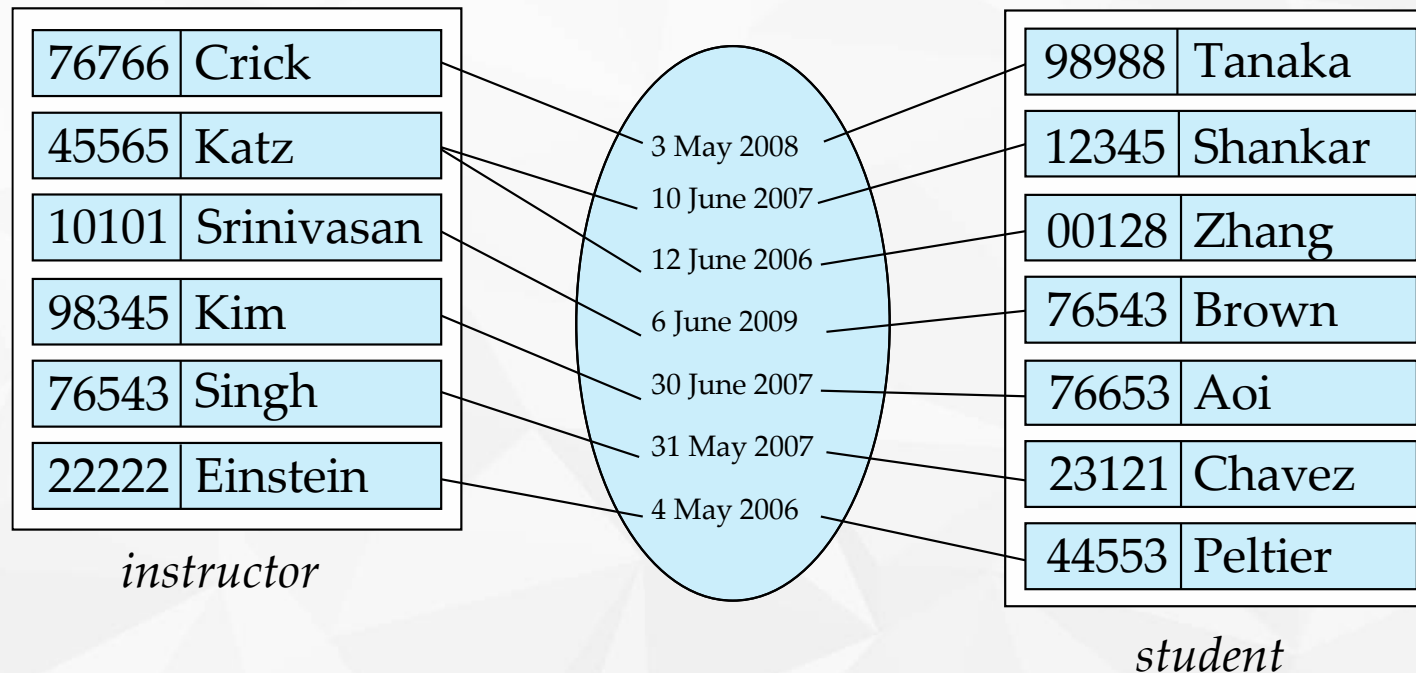 76766 Crick
45565 Katz
10101 Srinivasan
98345 Kim
76543 Singh
22222 Einstein
instructor
3 May 2008
10 June 2007
12 June 2006
6 June 2009
30 June 2007
31 May 2007
4 May 2006
98988 Tanaka
12345 Shankar
00128 Zhang
76543 Brown
76653 Aoi
23121 Chavez
44553 Peltier
student